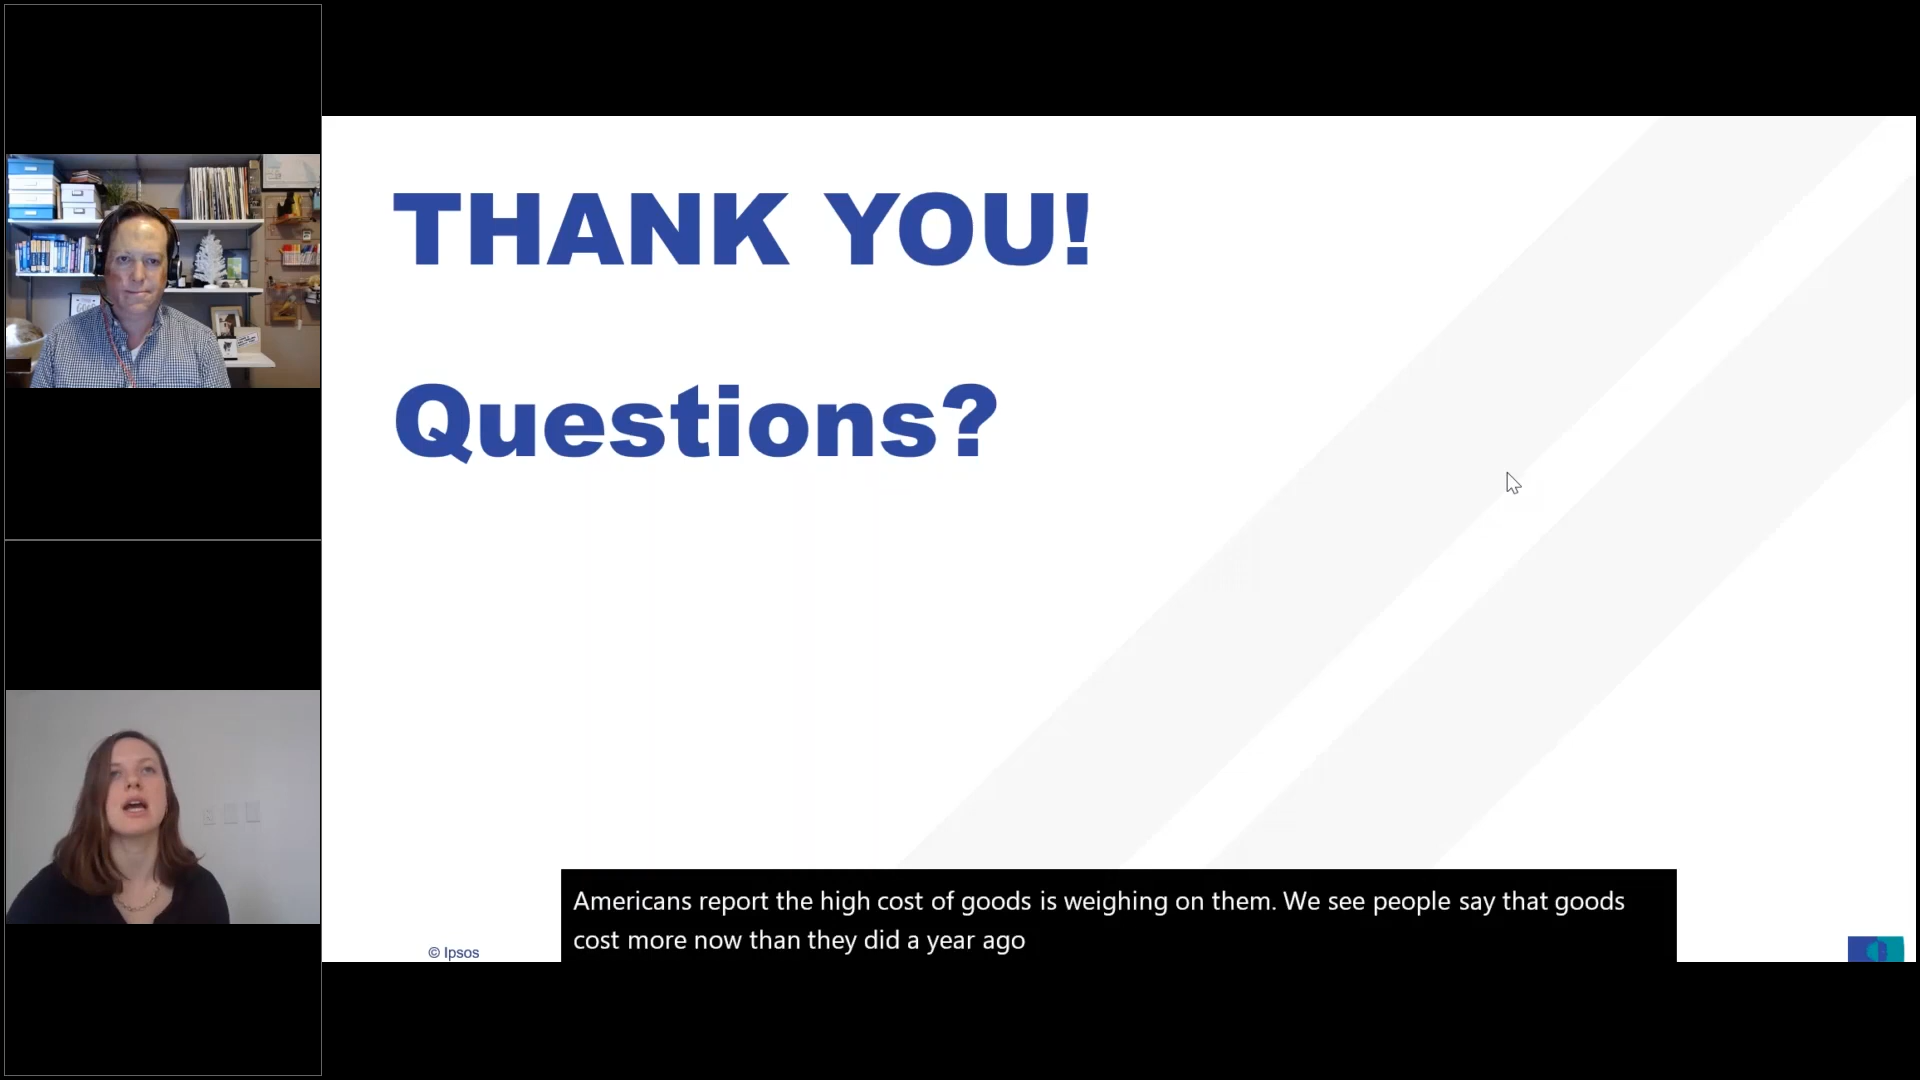 THANK YOU!
Questions?
Americans report the high cost of goods is weighing on them. We see people say that goods
cost more now than they did a year ago
© Ipsos